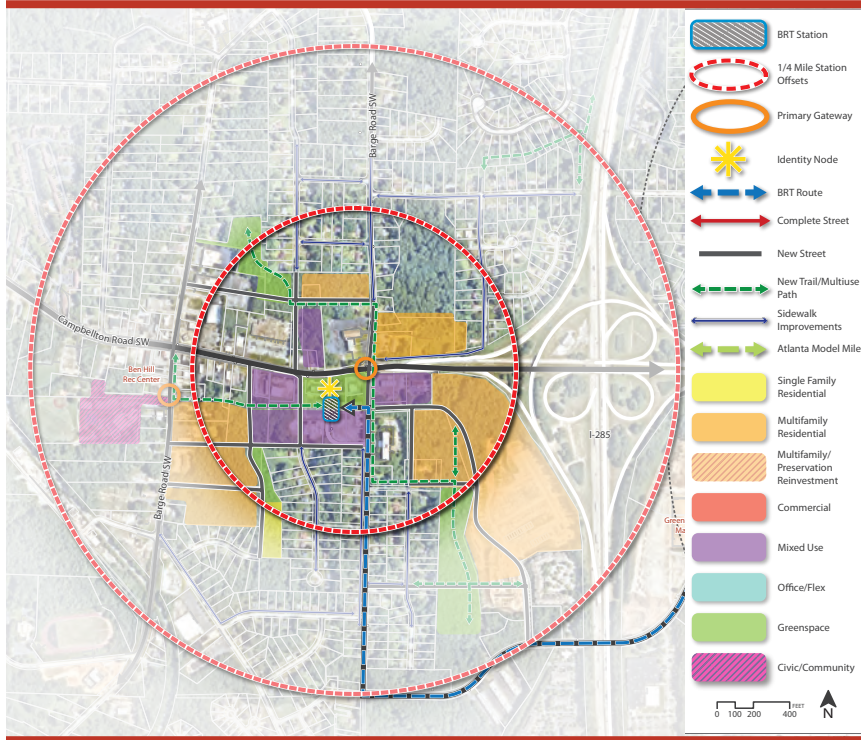 BRT Station
1/4 Mile Station
Offsets
Primary Gateway
Identity Node
BRT Route
Complete Street
New Street
New Trail/Multiuse
Path
Sidewalk
Improvements
Atlanta Model Mile
Single Family
Residential
Multifamily
Residential
Multifamily/
Preservation
Reinvestment
Commercial
Mixed Use
Office/Flex
Greenspace
Civic/Community
0 100 200 400 FEET
N
Barge Road SW
Campbellton Road SW
Ben Hill
Rec Center
Barge Road SW
I-285
Green
Ma